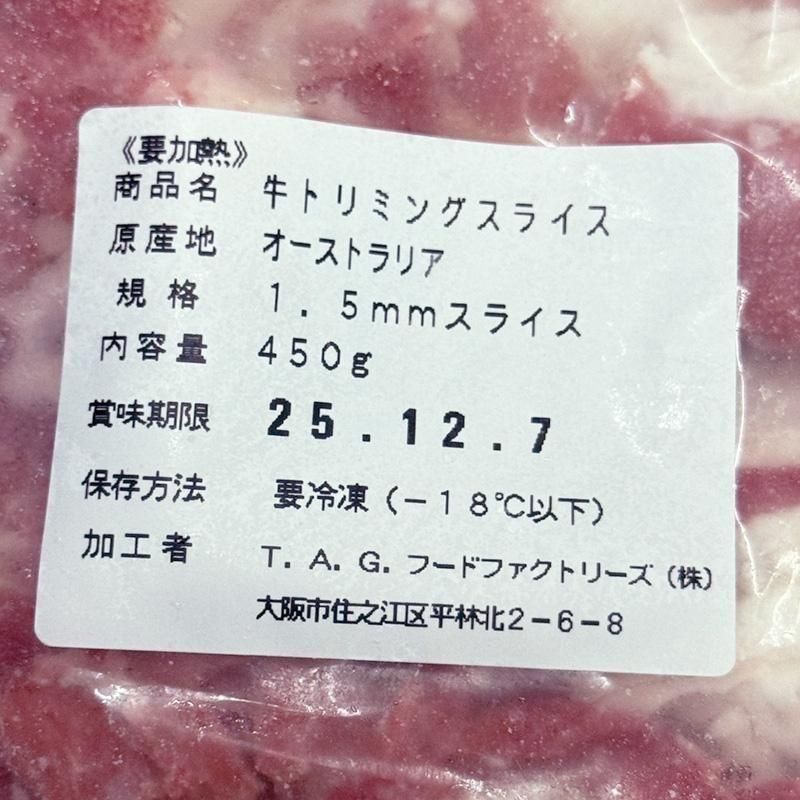 《要加熱》
商品名 牛トリミングスライス
原産地 オーストラリア
規格 1.5mmスライス
内容量 450g
賞味期限 25.12.7
保存方法 要冷凍(-18℃以下)
加工者 T.A.G.フードファクトリーズ(株)
大阪市住之江区平林北2-6-8